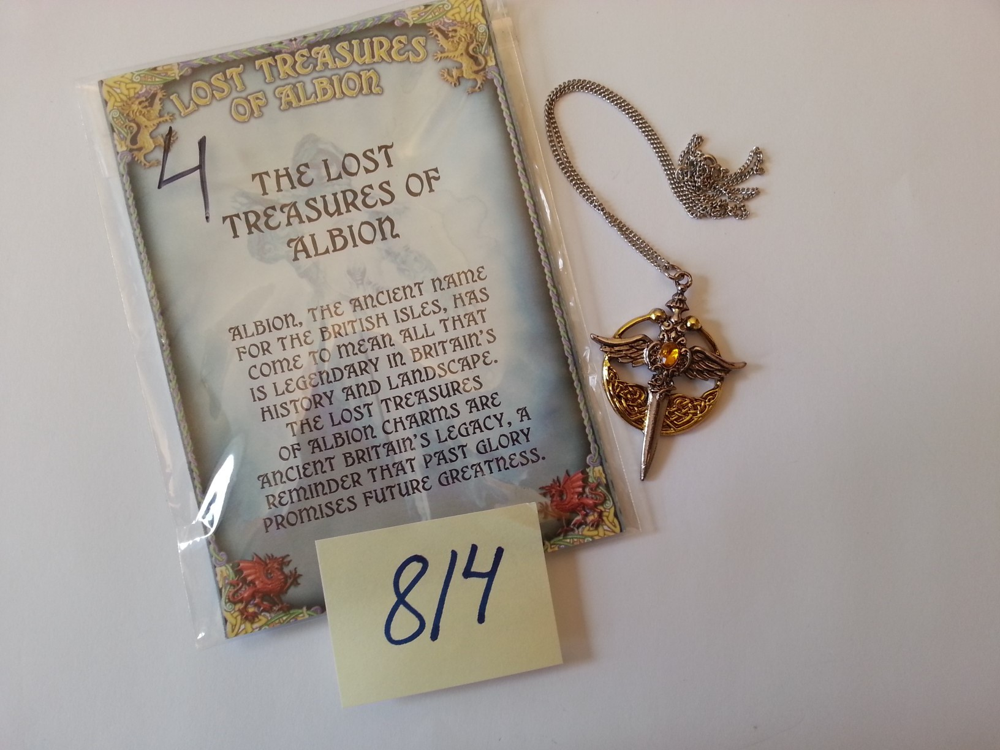 LOST TREASURES
OF ALBION
4
THE LOST
TREASURES OF
ALBION
ALBION, THE ANCIENT NAME
FOR THE BRITISH ISLES, HAS
COME TO MEAN ALL THAT
IS LEGENDARY IN BRITAIN'S
HISTORY AND LANDSCAPE.
THE LOST TREASURES
OF ALBION CHARMS ARE
ANCIENT BRITAIN'S LEGACY, A
REMINDER THAT PAST GLORY
PROMISES FUTURE GREATNESS.
8/4